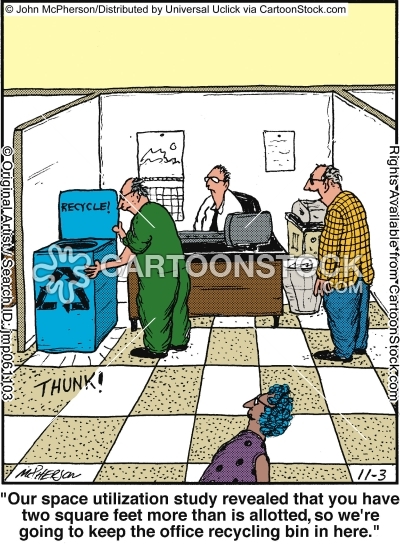 © John McPherson/Distributed by Universal Uclick via CartoonStock.com
© Original Artist / Search ID: jmp061103
Rights Available from CartoonStock.com
RECYCLE!
CARTOONSTOCK
.com
THUNK!
McPHERSON
11-3
"Our space utilization study revealed that you have
two square feet more than is allotted, so we're
going to keep the office recycling bin in here."